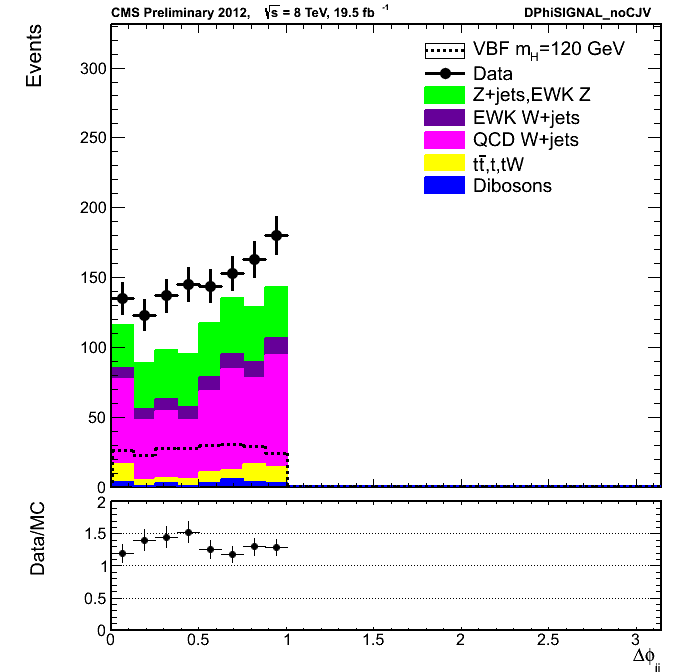 CMS Preliminary 2012, √s = 8 TeV, 19.5 fb⁻¹ DPhiSIGNAL_noCJV
Events
VBF m_H=120 GeV
Data
Z+jets,EWK Z
EWK W+jets
QCD W+jets
tt̄,t,tW
Dibosons
300
250
200
150
100
50
0
Data/MC
2
1.5
1
0.5
0
0 0.5 1 1.5 2 2.5 3
Δϕ_jj